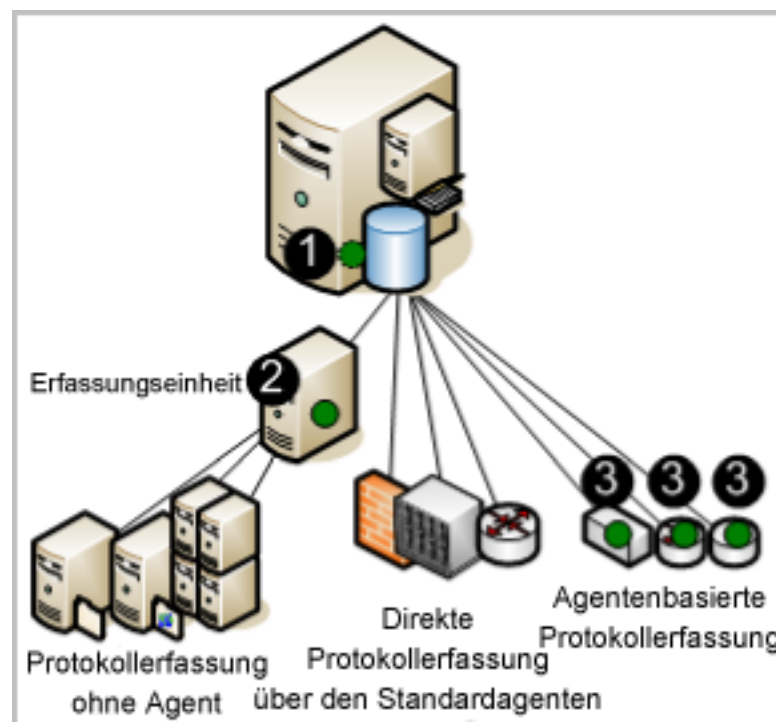 1
Erfassungseinheit 2
3 3 3
Protokollerfassung
ohne Agent
Direkte
Protokollerfassung
über den Standardagenten
Agentenbasierte
Protokollerfassung